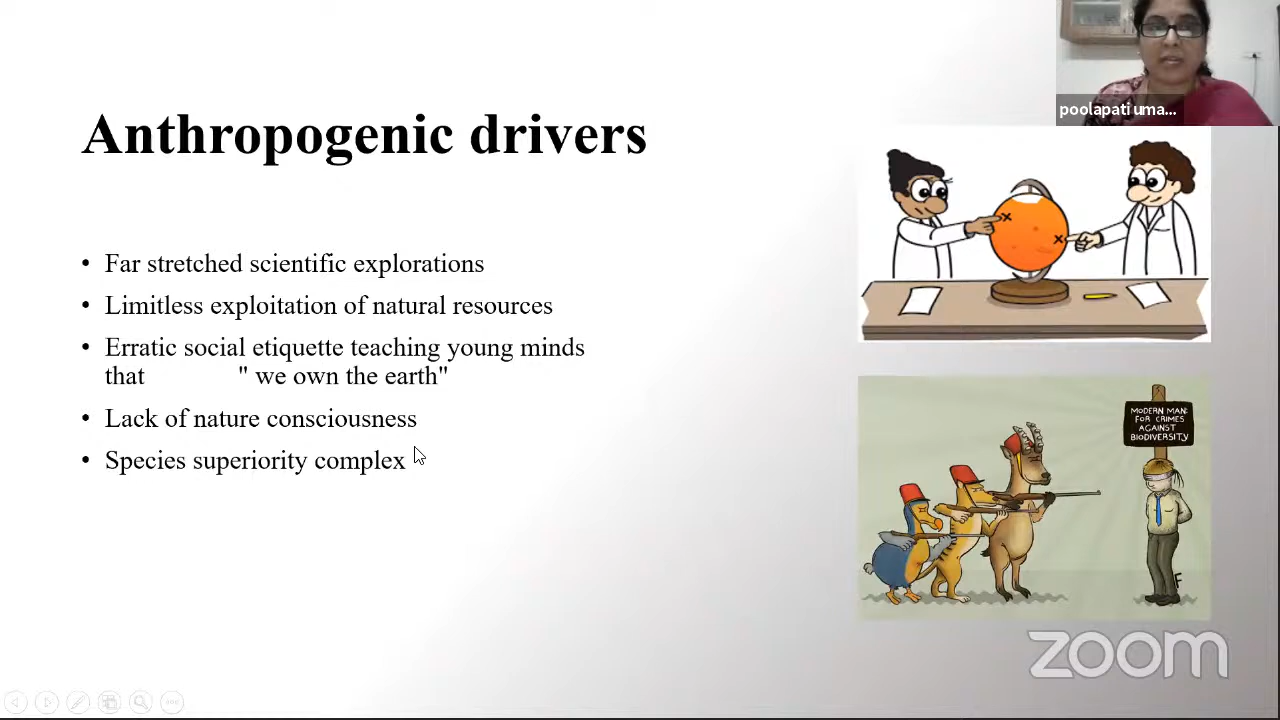 poolapati uma...
Anthropogenic drivers
• Far stretched scientific explorations
• Limitless exploitation of natural resources
• Erratic social etiquette teaching young minds
that " we own the earth"
• Lack of nature consciousness
• Species superiority complex
MODERN MAN:
FOR CRIMES
AGAINST
BIODIVERSITY
F
zoom